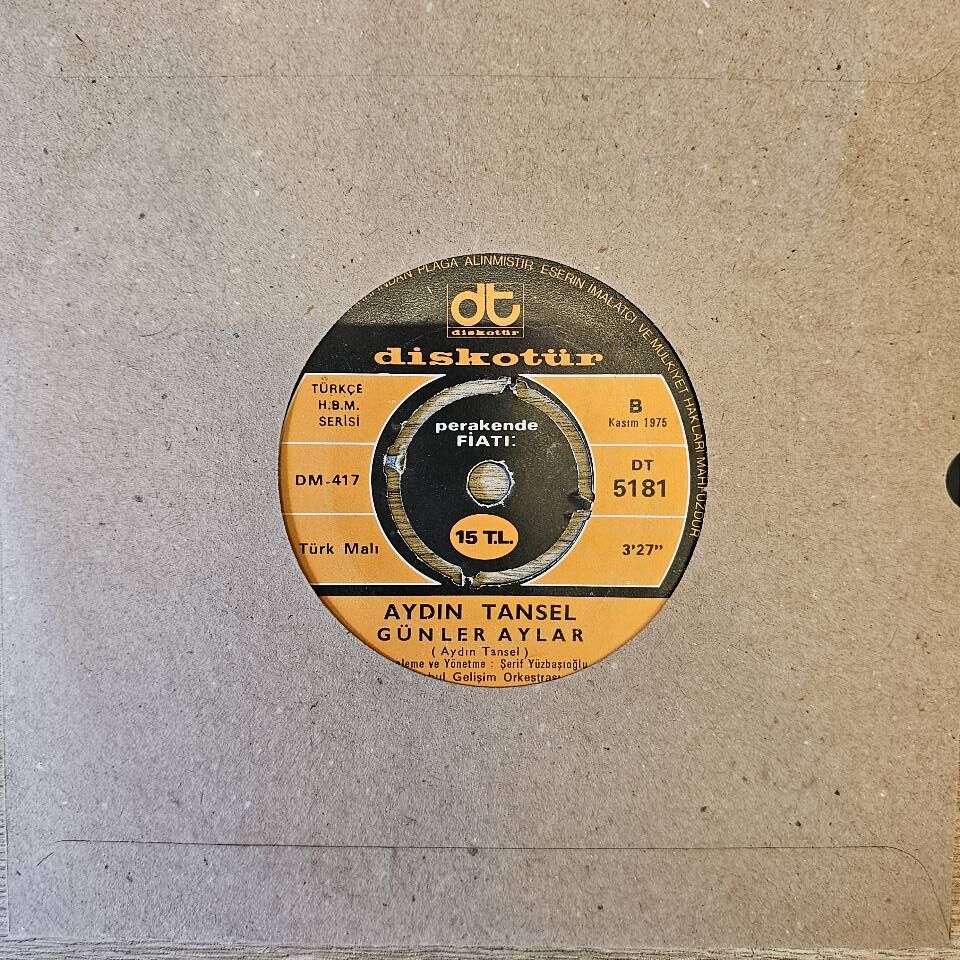 PLAĞA ALINMIŞTIR ESERİN İMALATÇI VE MÜLKİYET HAKLARI MAHFUZDUR
dt
diskotür
diskotür
TÜRKÇE
H.B.M.
SERİSİ
perakende
FİATI:
B
Kasım 1975
DM-417
DT
5181
15 T.L.
Türk Malı
3'27"
AYDIN TANSEL
GÜNLER AYLAR
( Aydın Tansel )
ve Yönetme : Şerif Yüzbaşıoğlu
Gelişim Orkestrası